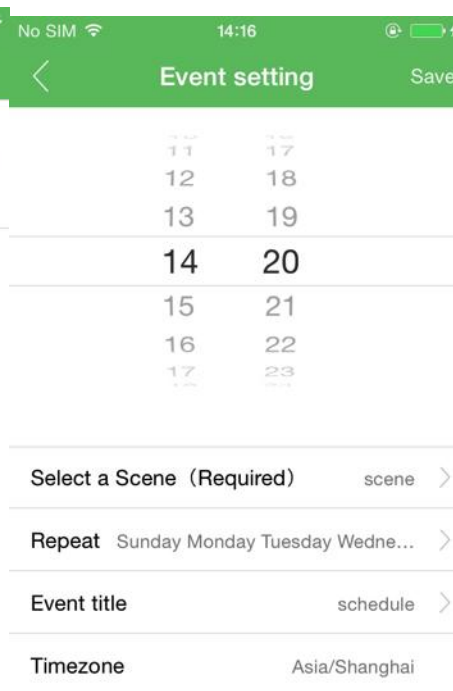 No SIM 14:16
Event setting Save
11 17
12 18
13 19
14 20
15 21
16 22
17 23
Select a Scene（Required） scene
Repeat Sunday Monday Tuesday Wedne...
Event title schedule
Timezone Asia/Shanghai